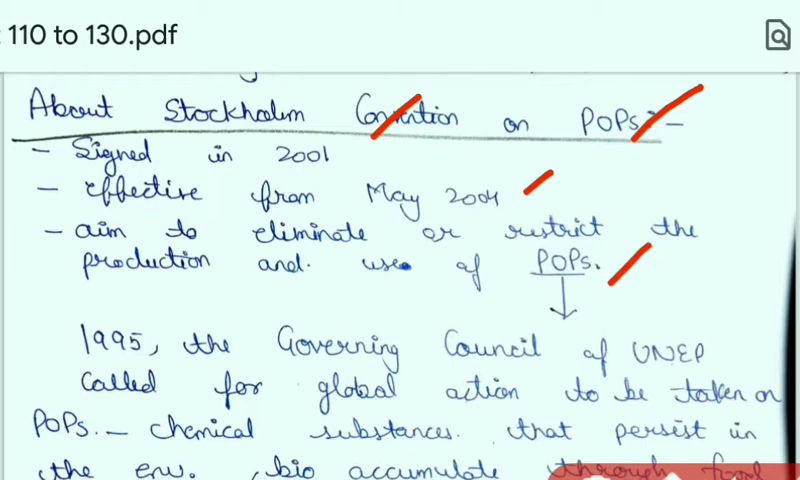 : 110 to 130.pdf
About Stockholm Convention on POPs:-
- Signed in 2001
- effective from May 2004
- aim to eliminate or restrict the
production and use of POPs.
1995, the Governing Council of UNEP
called for global action to be taken on
POPs. - chemical substances that persist in
the env. , bio accumulate through food